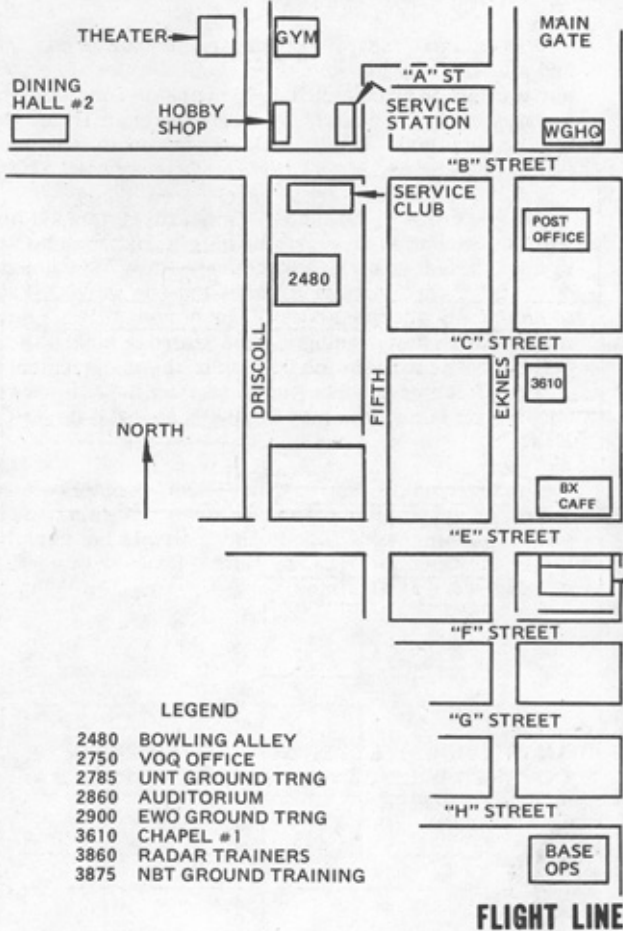 THEATER
GYM
MAIN
GATE
"A" ST
DINING
HALL #2
HOBBY
SHOP
SERVICE
STATION
WGHQ
"B" STREET
SERVICE
CLUB
POST
OFFICE
2480
"C" STREET
DRISCOLL
FIFTH
EKNES
3610
NORTH
BX
CAFE
"E" STREET
"F" STREET
LEGEND
"G" STREET
2480 BOWLING ALLEY
2750 VOQ OFFICE
2785 UNT GROUND TRNG
2860 AUDITORIUM
2900 EWO GROUND TRNG
3610 CHAPEL #1
3860 RADAR TRAINERS
3875 NBT GROUND TRAINING
"H" STREET
BASE
OPS
FLIGHT LINE